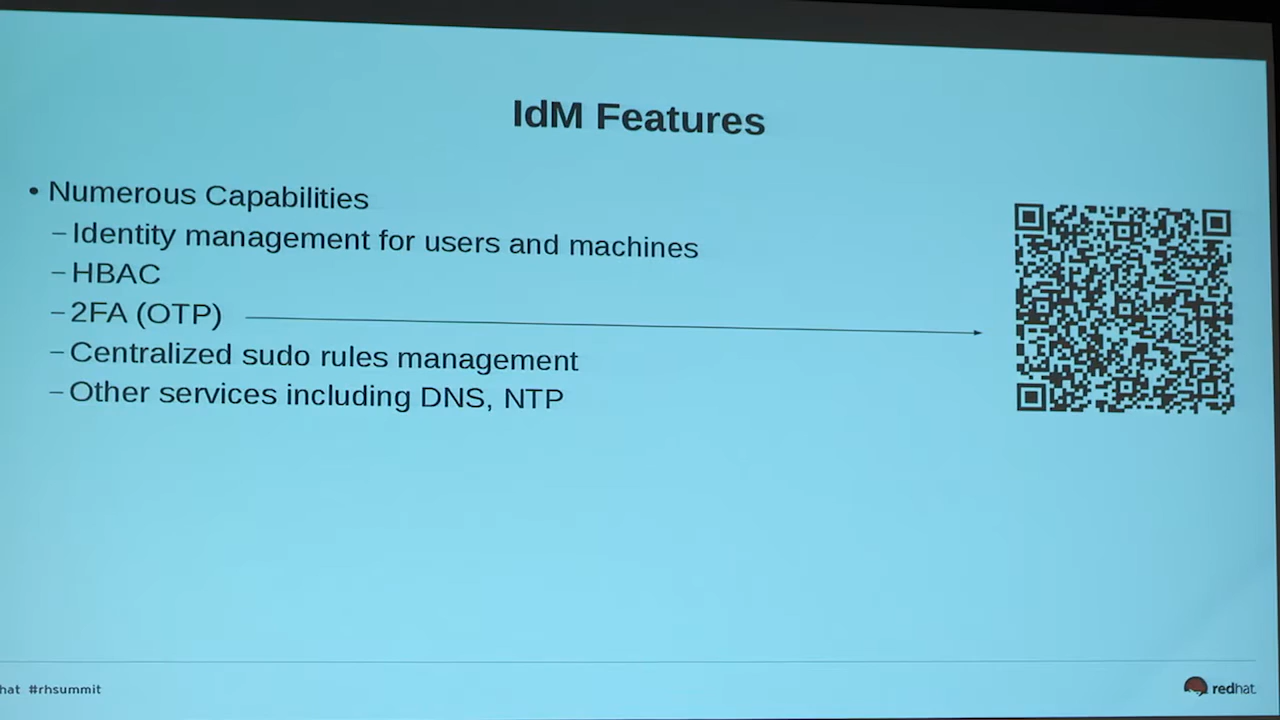 IdM Features
• Numerous Capabilities
– Identity management for users and machines
– HBAC
– 2FA (OTP)
– Centralized sudo rules management
– Other services including DNS, NTP
hat #rhsummit
redhat.